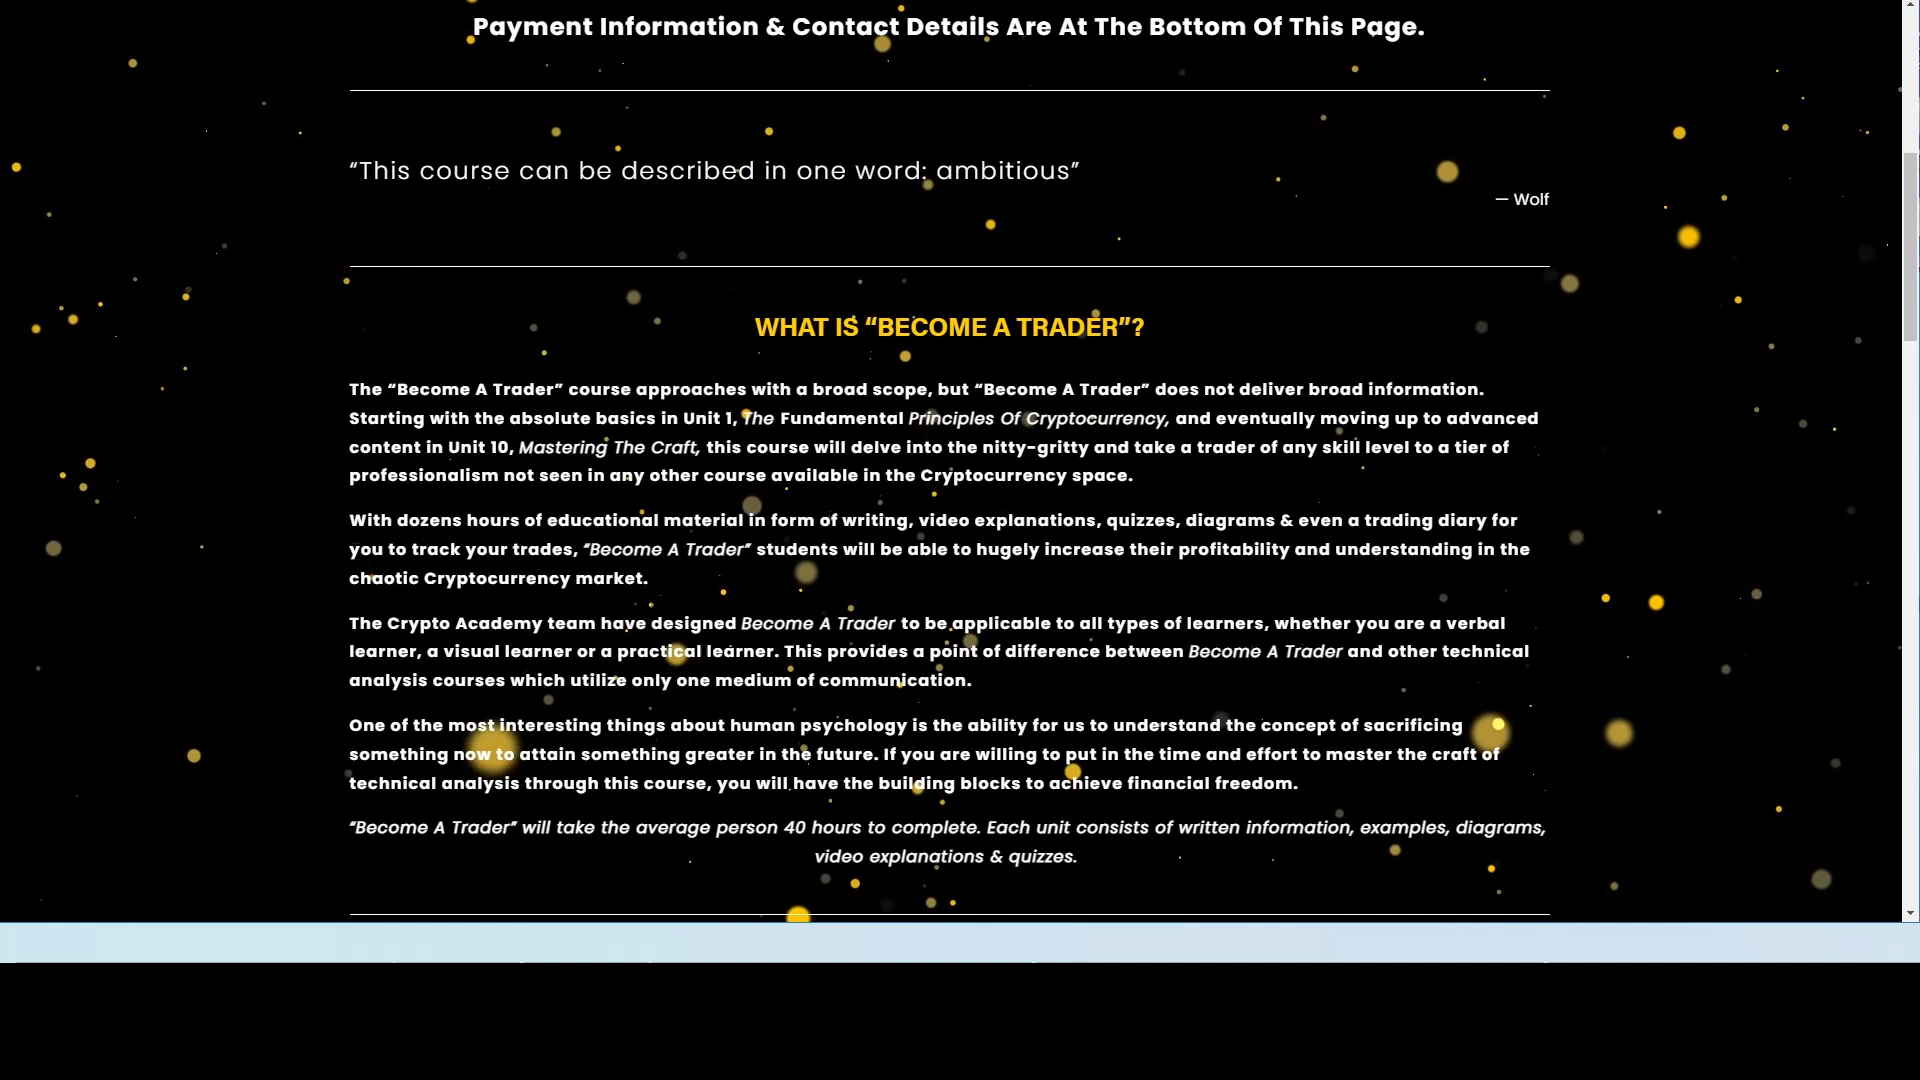 Payment Information & Contact Details Are At The Bottom Of This Page.
“This course can be described in one word: ambitious”
— Wolf
WHAT IS “BECOME A TRADER”?
The “Become A Trader” course approaches with a broad scope, but “Become A Trader” does not deliver broad information.
Starting with the absolute basics in Unit 1, The Fundamental Principles Of Cryptocurrency, and eventually moving up to advanced
content in Unit 10, Mastering The Craft, this course will delve into the nitty-gritty and take a trader of any skill level to a tier of
professionalism not seen in any other course available in the Cryptocurrency space.
With dozens hours of educational material in form of writing, video explanations, quizzes, diagrams & even a trading diary for
you to track your trades, “Become A Trader” students will be able to hugely increase their profitability and understanding in the
chaotic Cryptocurrency market.
The Crypto Academy team have designed Become A Trader to be applicable to all types of learners, whether you are a verbal
learner, a visual learner or a practical learner. This provides a point of difference between Become A Trader and other technical
analysis courses which utilize only one medium of communication.
One of the most interesting things about human psychology is the ability for us to understand the concept of sacrificing
something now to attain something greater in the future. If you are willing to put in the time and effort to master the craft of
technical analysis through this course, you will have the building blocks to achieve financial freedom.
“Become A Trader” will take the average person 40 hours to complete. Each unit consists of written information, examples, diagrams,
video explanations & quizzes.